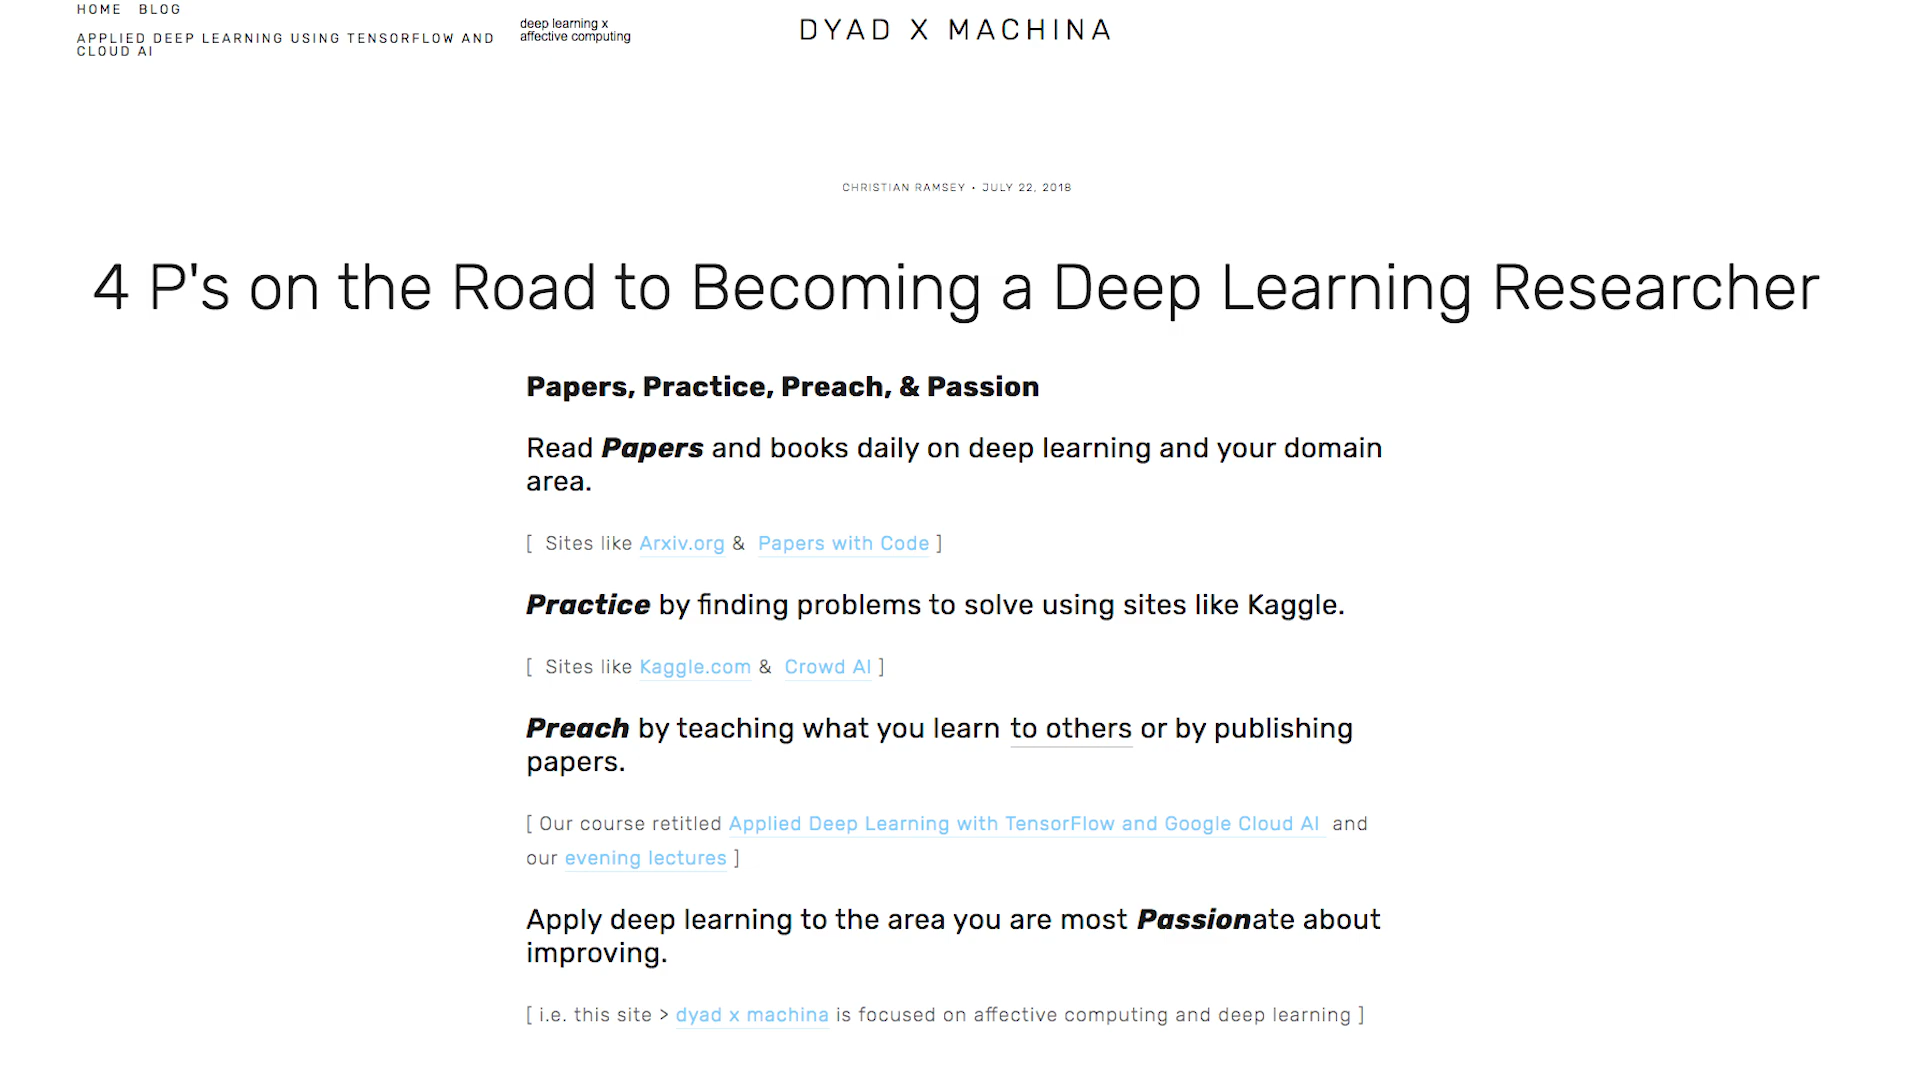 HOME BLOG
APPLIED DEEP LEARNING USING TENSORFLOW AND
CLOUD AI
deep learning x
affective computing
DYAD X MACHINA
CHRISTIAN RAMSEY • JULY 22, 2018
4 P's on the Road to Becoming a Deep Learning Researcher
Papers, Practice, Preach, & Passion
Read Papers and books daily on deep learning and your domain
area.
[ Sites like Arxiv.org & Papers with Code ]
Practice by finding problems to solve using sites like Kaggle.
[ Sites like Kaggle.com & Crowd AI ]
Preach by teaching what you learn to others or by publishing
papers.
[ Our course retitled Applied Deep Learning with TensorFlow and Google Cloud AI and
our evening lectures ]
Apply deep learning to the area you are most Passionate about
improving.
[ i.e. this site > dyad x machina is focused on affective computing and deep learning ]